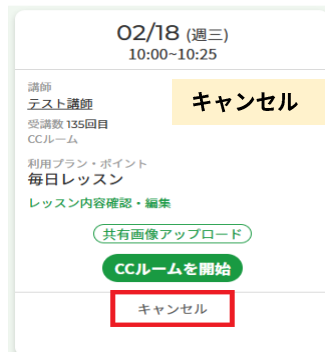 02/18 (週三)
10:00~10:25
講師
テスト講師
キャンセル
受講数 135回目
CCルーム
利用プラン・ポイント
毎日レッスン
レッスン内容確認・編集
共有画像アップロード
CCルームを開始
キャンセル